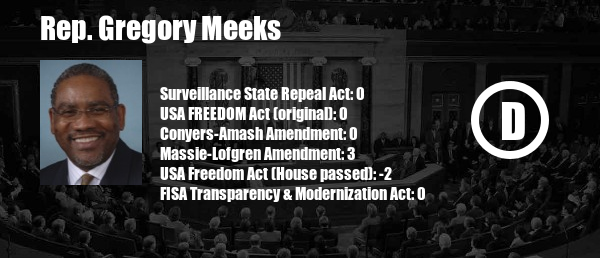 Rep. Gregory Meeks
Surveillance State Repeal Act: 0
USA FREEDOM Act (original): 0
Conyers-Amash Amendment: 0
Massie-Lofgren Amendment: 3
USA Freedom Act (House passed): -2
FISA Transparency & Modernization Act: 0
D